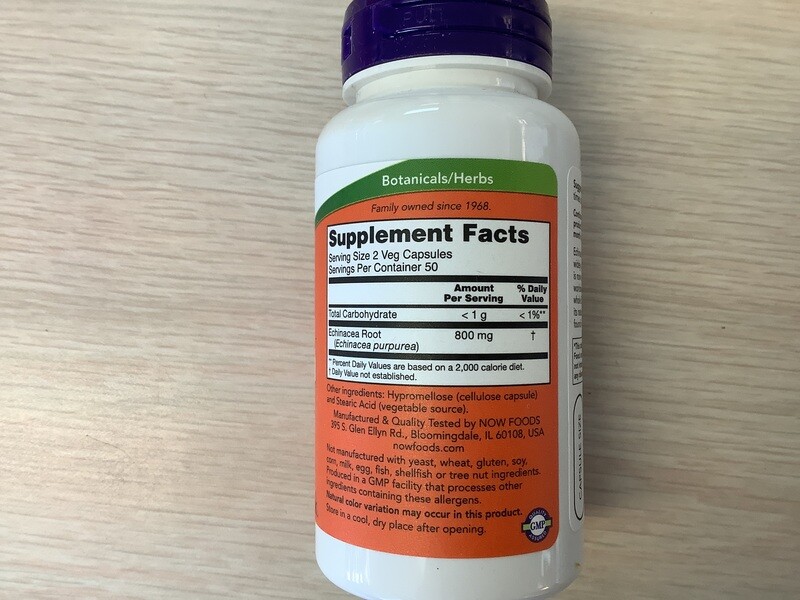 Botanicals/Herbs
Family owned since 1968.
Supplement Facts
Serving Size 2 Veg Capsules
Servings Per Container 50
Amount Per Serving % Daily Value
Total Carbohydrate < 1 g < 1%**
Echinacea Root 800 mg †
(Echinacea purpurea)
** Percent Daily Values are based on a 2,000 calorie diet.
† Daily Value not established.
Other ingredients: Hypromellose (cellulose capsule)
and Stearic Acid (vegetable source).
Manufactured & Quality Tested by NOW FOODS
395 S. Glen Ellyn Rd., Bloomingdale, IL 60108, USA
nowfoods.com
Not manufactured with yeast, wheat, gluten, soy,
corn, milk, egg, fish, shellfish or tree nut ingredients.
Produced in a GMP facility that processes other
ingredients containing these allergens.
Natural color variation may occur in this product.
Store in a cool, dry place after opening.
QUALITY
GMP
ASSURED
CAPSULE SIZE